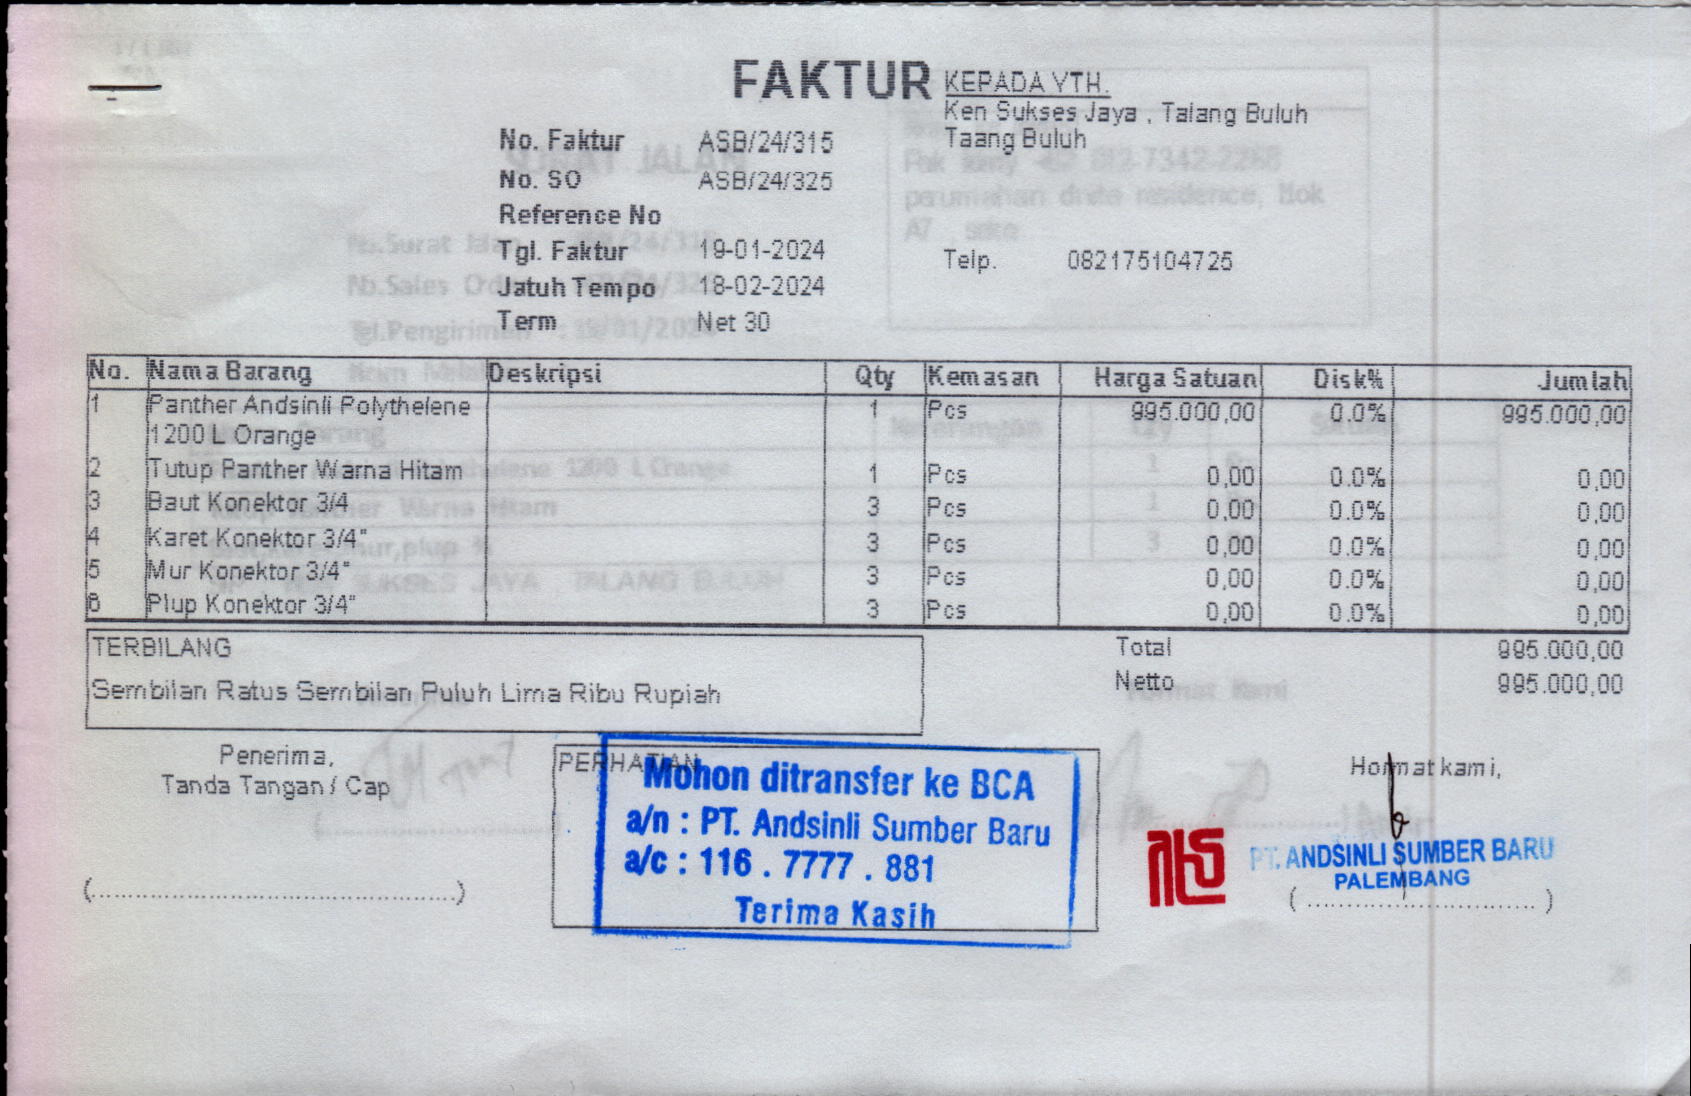 FAKTUR
KEPADA YTH.
Ken Sukses Jaya , Talang Buluh
Taang Buluh
Telp. 082175104725
No. Faktur ASB/24/315
No. SO ASB/24/325
Reference No
Tgl. Faktur 19-01-2024
Jatuh Tempo 18-02-2024
Term Net 30
No. Nama Barang Deskripsi Qty Kemasan Harga Satuan Disk% Jumlah
1 Panther Andsinli Polythelene 1 Pcs 995.000,00 0.0% 995.000,00
1200 L Orange
2 Tutup Panther Warna Hitam 1 Pcs 0,00 0.0% 0,00
3 Baut Konektor 3/4 3 Pcs 0,00 0.0% 0,00
4 Karet Konektor 3/4" 3 Pcs 0,00 0.0% 0,00
5 Mur Konektor 3/4" 3 Pcs 0,00 0.0% 0,00
6 Plup Konektor 3/4" 3 Pcs 0,00 0.0% 0,00
TERBILANG
Sembilan Ratus Sembilan Puluh Lima Ribu Rupiah
Total 995.000,00
Netto 995.000,00
Penerima,
Tanda Tangan / Cap
(...............................................)
PERHATIAN
Mohon ditransfer ke BCA
a/n : PT. Andsinli Sumber Baru
a/c : 116 . 7777 . 881
Terima Kasih
Hormat kami,
PT. ANDSINLI SUMBER BARU
PALEMBANG
( ............................. )